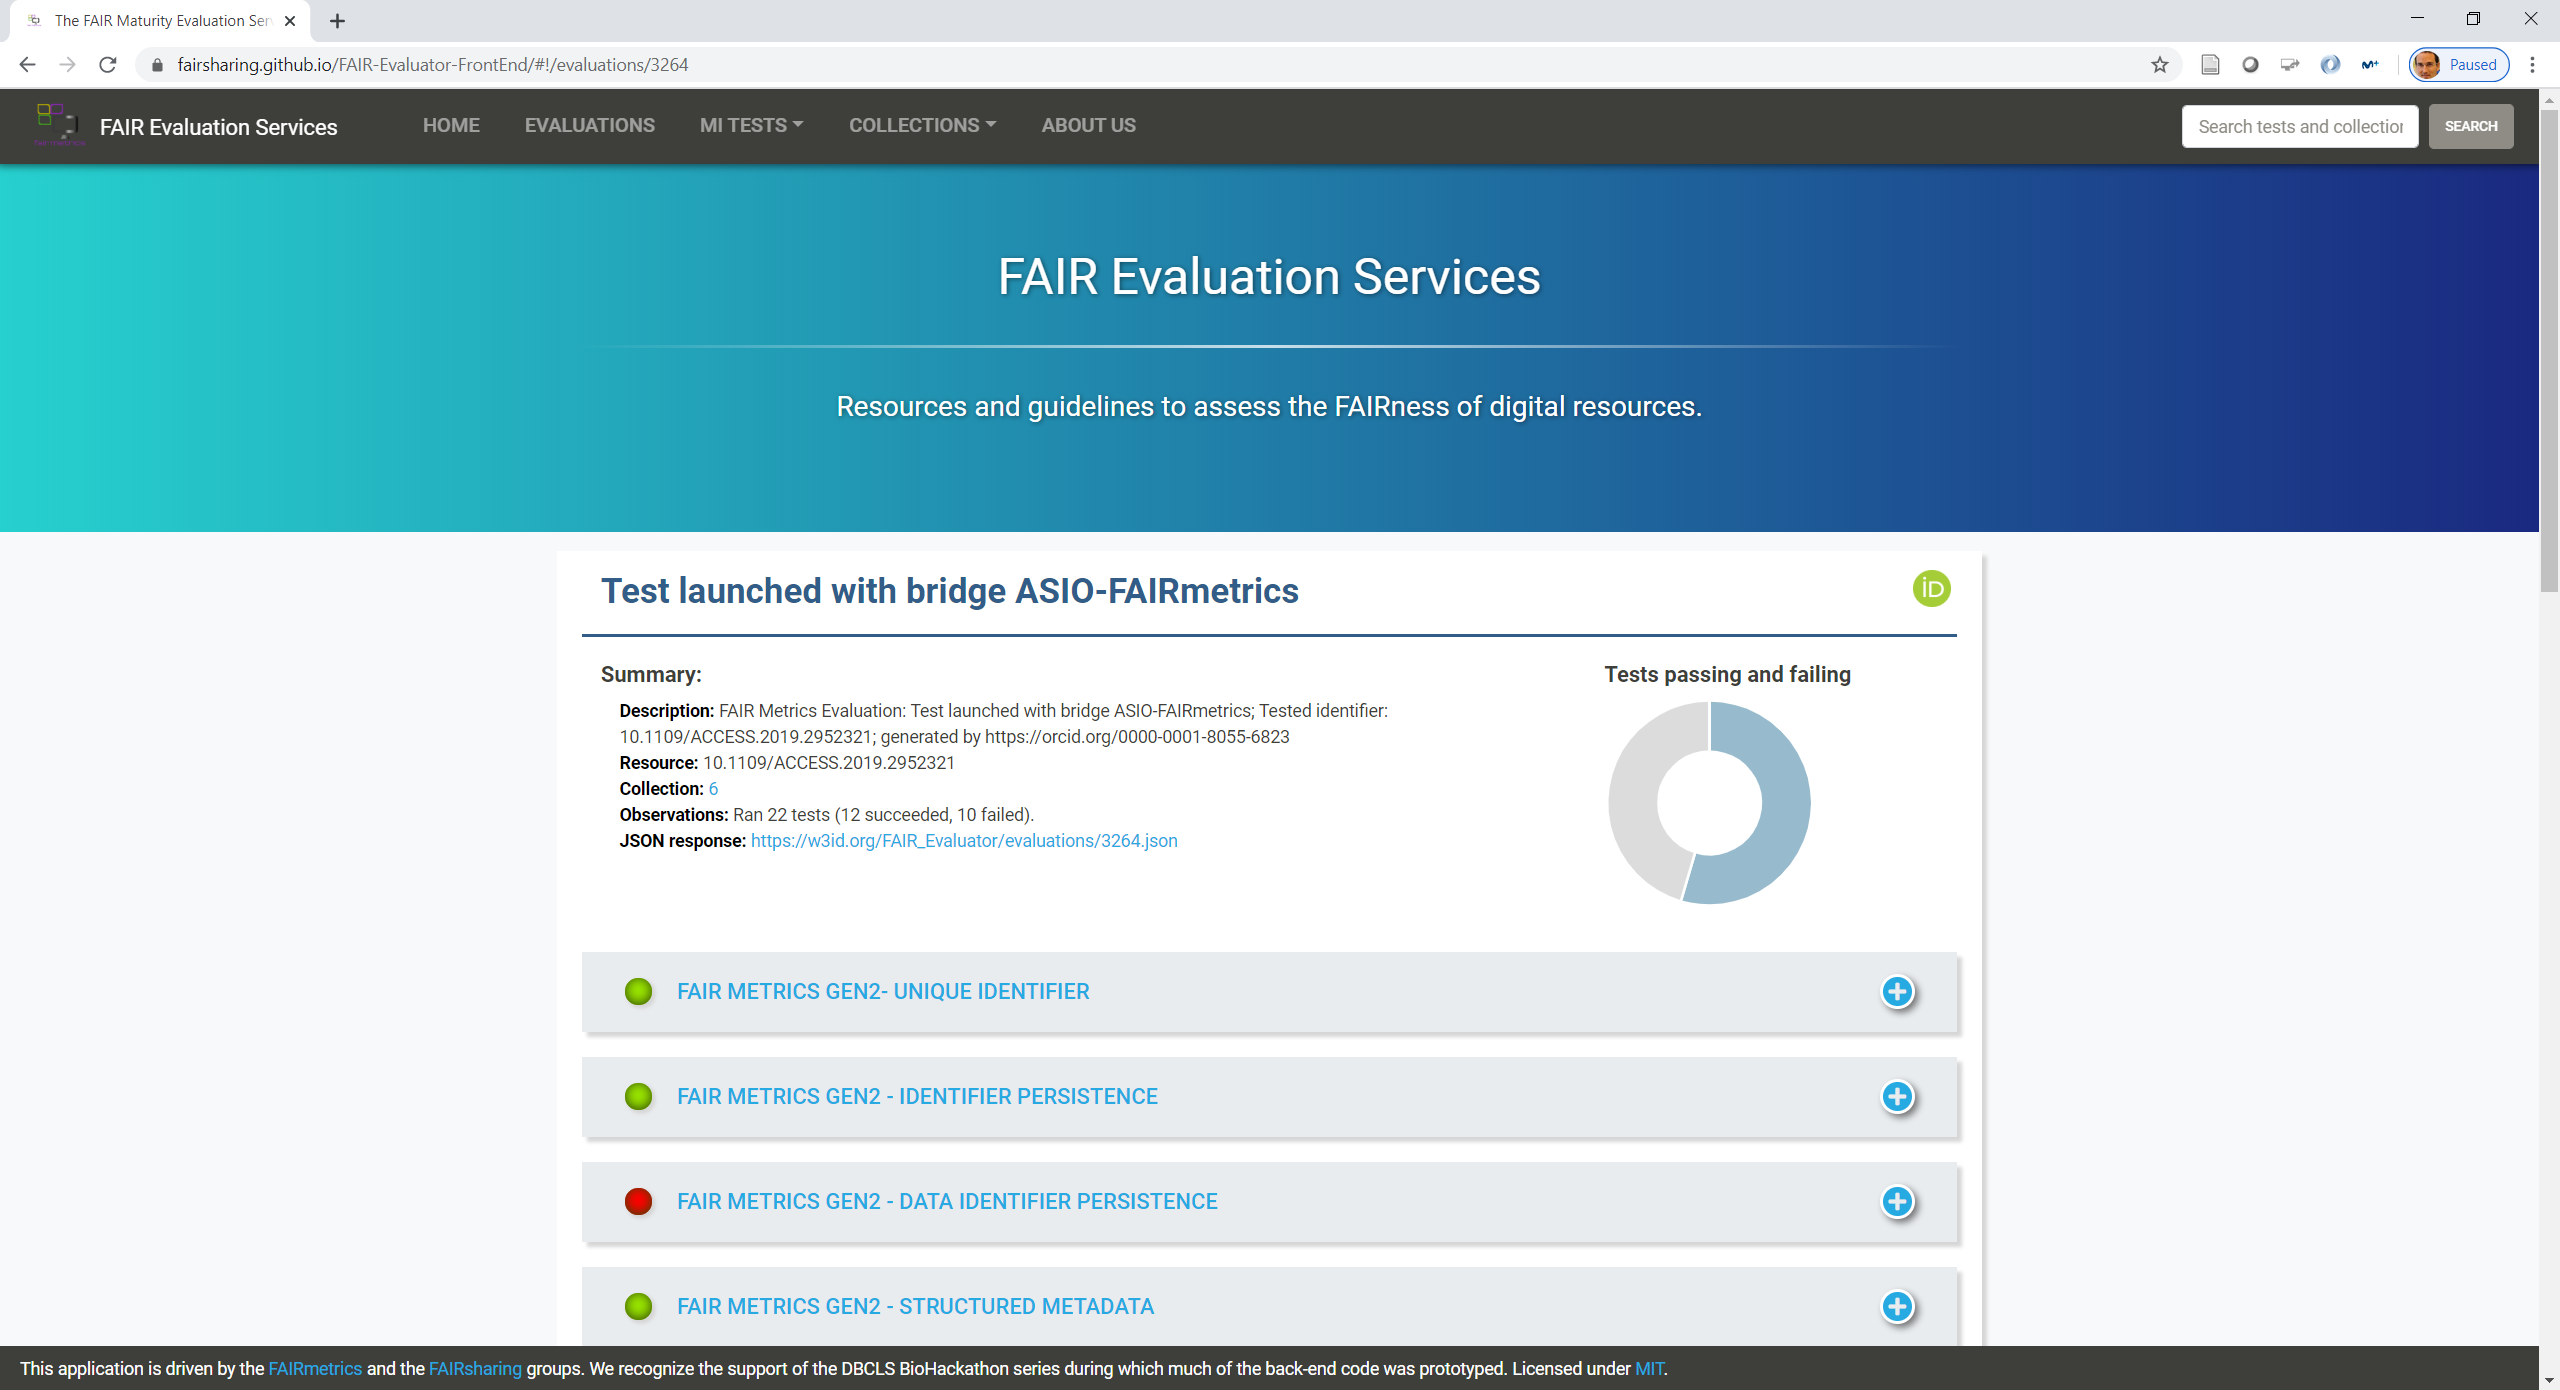 The FAIR Maturity Evaluation Ser
fairsharing.github.io/FAIR-Evaluator-FrontEnd/#!/evaluations/3264
Paused
FAIR Evaluation Services
HOME
EVALUATIONS
MI TESTS
COLLECTIONS
ABOUT US
Search tests and collection
SEARCH
FAIR Evaluation Services
Resources and guidelines to assess the FAIRness of digital resources.
Test launched with bridge ASIO-FAIRmetrics
iD
Summary:
Description: FAIR Metrics Evaluation: Test launched with bridge ASIO-FAIRmetrics; Tested identifier:
10.1109/ACCESS.2019.2952321; generated by https://orcid.org/0000-0001-8055-6823
Resource: 10.1109/ACCESS.2019.2952321
Collection: 6
Observations: Ran 22 tests (12 succeeded, 10 failed).
JSON response: https://w3id.org/FAIR_Evaluator/evaluations/3264.json
Tests passing and failing
FAIR METRICS GEN2- UNIQUE IDENTIFIER
FAIR METRICS GEN2 - IDENTIFIER PERSISTENCE
FAIR METRICS GEN2 - DATA IDENTIFIER PERSISTENCE
FAIR METRICS GEN2 - STRUCTURED METADATA
This application is driven by the FAIRmetrics and the FAIRsharing groups. We recognize the support of the DBCLS BioHackathon series during which much of the back-end code was prototyped. Licensed under MIT.